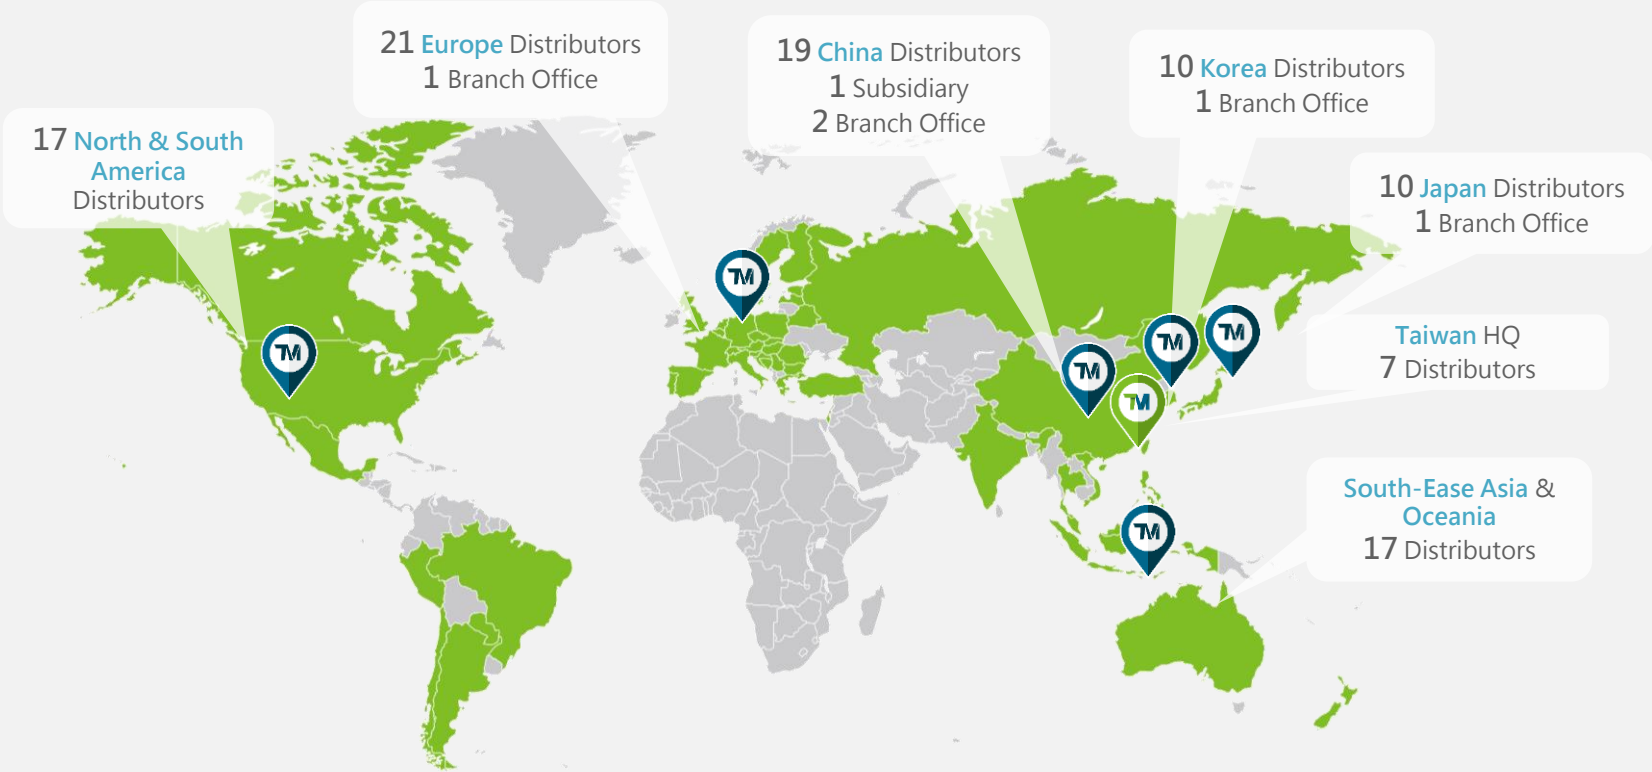 21 Europe Distributors
1 Branch Office
19 China Distributors
1 Subsidiary
2 Branch Office
10 Korea Distributors
1 Branch Office
17 North & South
America
Distributors
10 Japan Distributors
1 Branch Office
Taiwan HQ
7 Distributors
South-Ease Asia &
Oceania
17 Distributors
TM
TM
TM
TM
TM
TM
TM